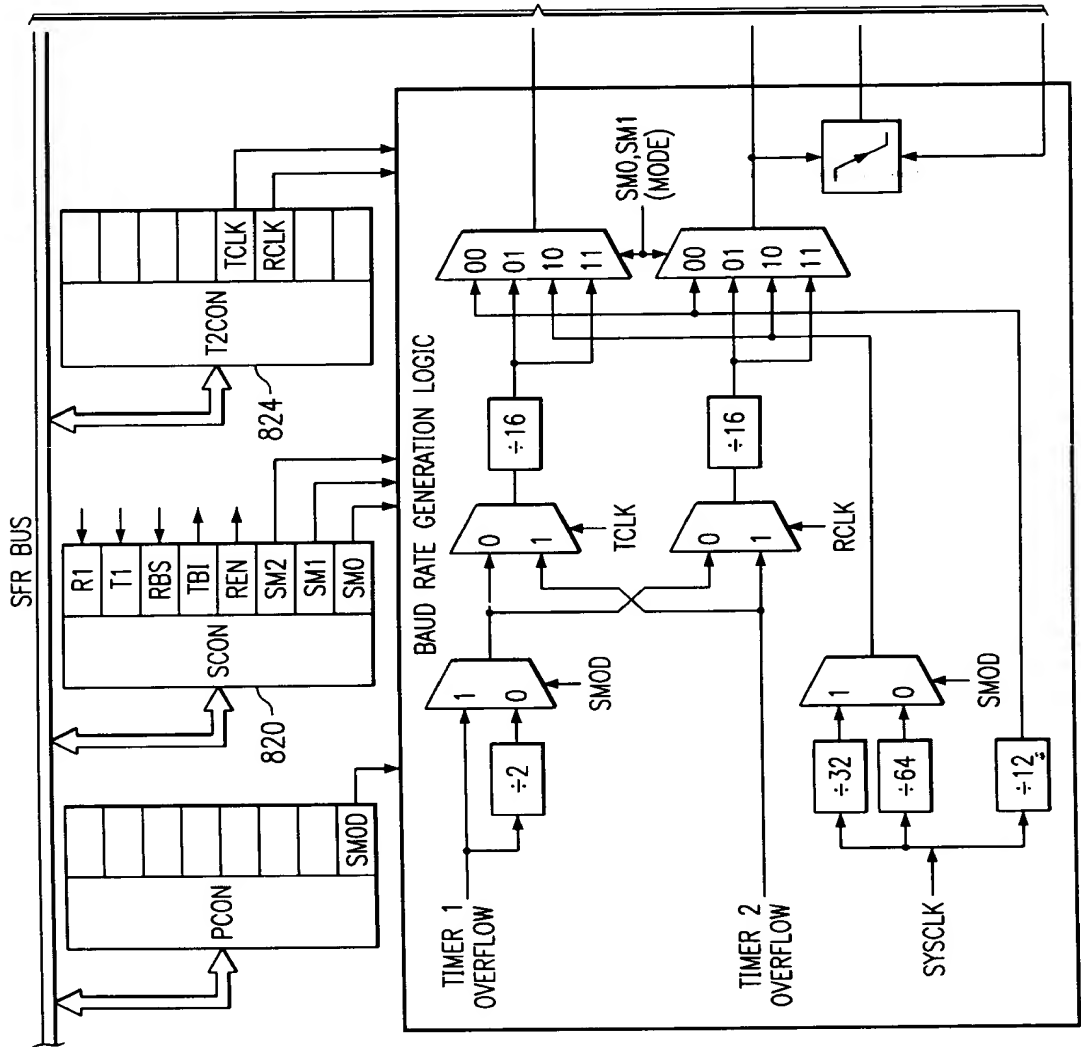 SFR BUS
PCON
SMOD
820
SCON
R1
T1
RBS
TBI
REN
SM2
SM1
SM0
824
T2CON
TCLK
RCLK
BAUD RATE GENERATION LOGIC
TIMER 1
OVERFLOW
÷2
1
0
SMOD
0
1
TCLK
÷16
00
01
10
11
SM0,SM1
(MODE)
TIMER 2
OVERFLOW
0
1
RCLK
÷16
00
01
10
11
SYSCLK
÷32
÷64
÷12
1
0
SMOD